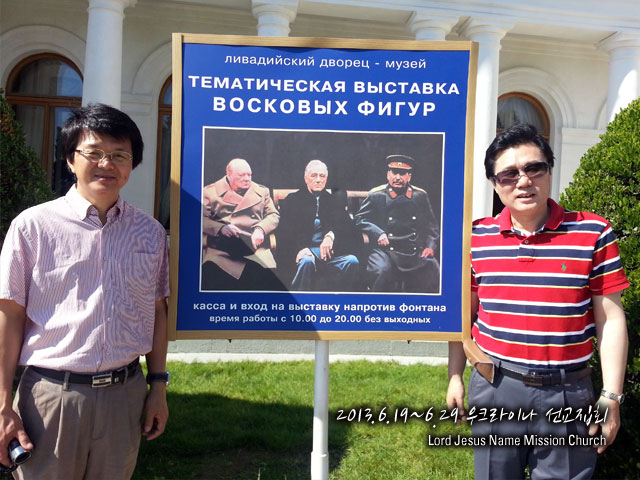 ЛИВАДИЙСКИЙ ДВОРЕЦ - МУЗЕЙ
ТЕМАТИЧЕСКАЯ ВЫСТАВКА
ВОСКОВЫХ ФИГУР
КАССА И ВХОД НА ВЫСТАВКУ НАПРОТИВ ФОНТАНА
ВРЕМЯ РАБОТЫ С 10.00 ДО 20.00 БЕЗ ВЫХОДНЫХ
2013.6.19~6.29 우크라이나 선교집회
Lord Jesus Name Mission Church